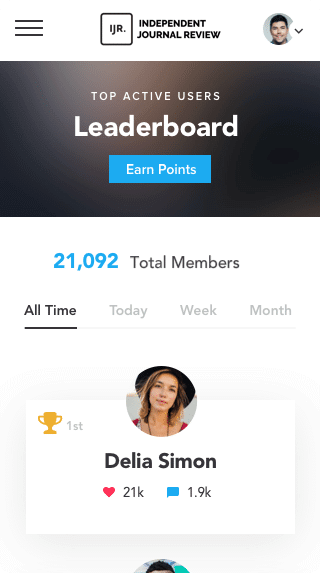 IJR.
INDEPENDENT
JOURNAL REVIEW
TOP ACTIVE USERS
Leaderboard
Earn Points
21,092 Total Members
All Time Today Week Month
1st
Delia Simon
21k 1.9k